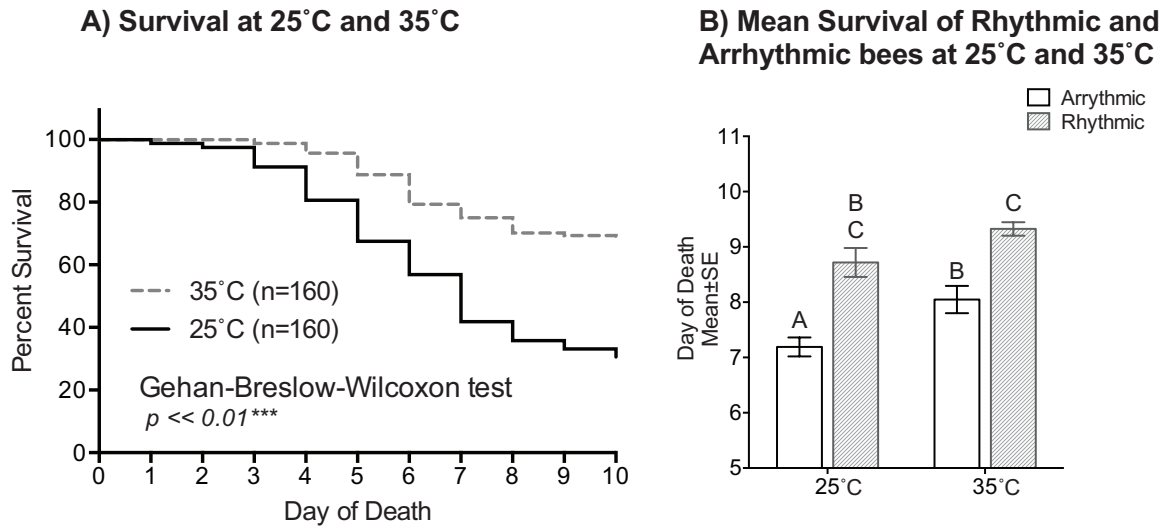 A) Survival at 25˚C and 35˚C
100
80
60
40
20
0
Percent Survival
35˚C (n=160)
25˚C (n=160)
Gehan-Breslow-Wilcoxon test
p << 0.01***
0 1 2 3 4 5 6 7 8 9 10
Day of Death
B) Mean Survival of Rhythmic and
Arrhythmic bees at 25˚C and 35˚C
Arrythmic
Rhythmic
11
10
9
8
7
6
5
Day of Death
Mean±SE
A
B
C
B
C
25˚C 35˚C